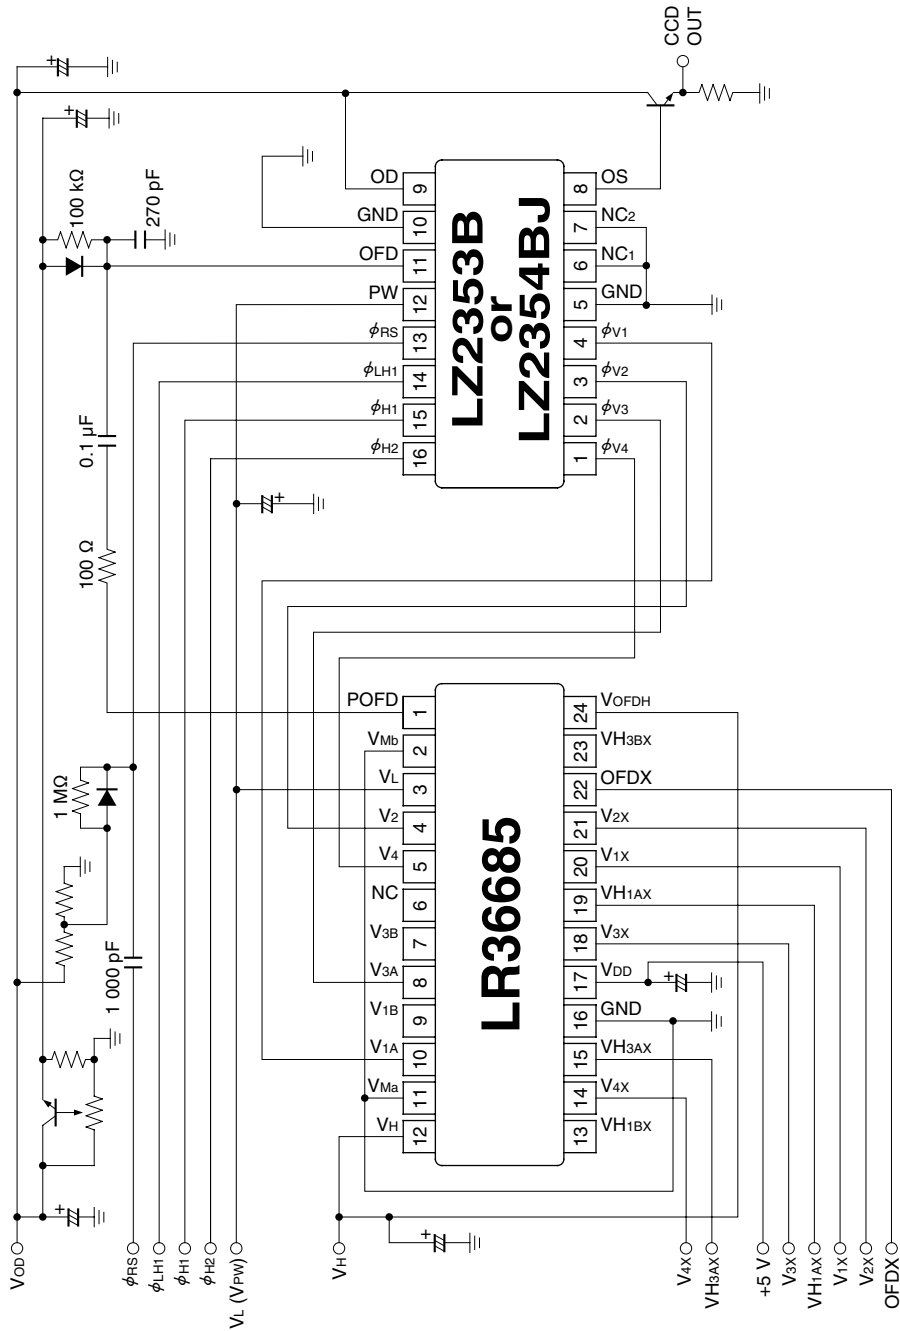 CCD
OUT
100 kΩ
270 pF
0.1 µF
100 Ω
1 MΩ
1 000 pF
OD 9
GND 10
OFD 11
PW 12
ϕRS 13
ϕLH1 14
ϕH1 15
ϕH2 16
LZ2353B
or
LZ2354BJ
8 OS
7 NC2
6 NC1
5 GND
4 ϕV1
3 ϕV2
2 ϕV3
1 ϕV4
POFD 1
VMb 2
VL 3
V2 4
V4 5
NC 6
V3B 7
V3A 8
V1B 9
V1A 10
VMa 11
VH 12
LR36685
24 VOFDH
23 VH3BX
22 OFDX
21 V2X
20 V1X
19 VH1AX
18 V3X
17 VDD
16 GND
15 VH3AX
14 V4X
13 VH1BX
+
+
+
+
+
+
VOD
ϕRS
ϕLH1
ϕH1
ϕH2
VL (VPW)
VH
V4X
VH3AX
+5 V
V3X
VH1AX
V1X
V2X
OFDX